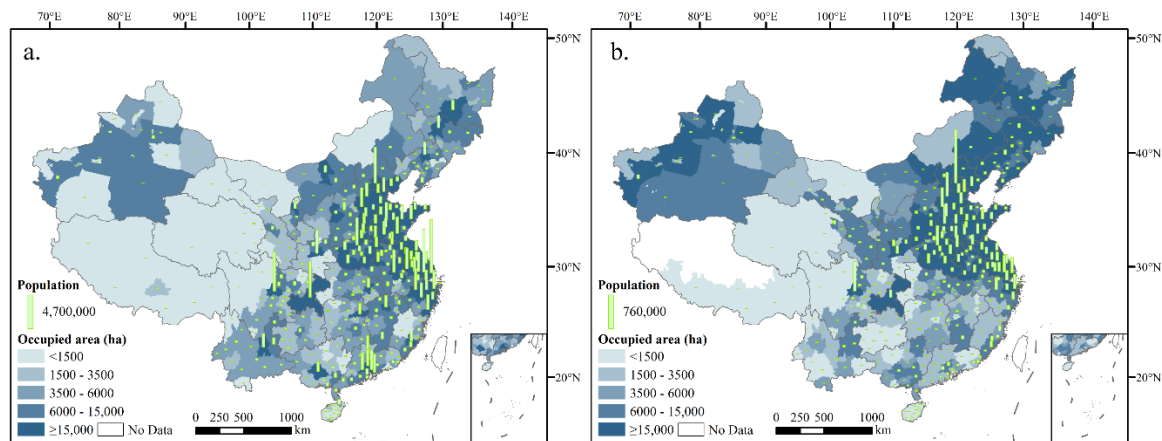 70°E 80°E 90°E 100°E 110°E 120°E 130°E 140°E
a.
50°N
40°N
30°N
20°N
Population
4,700,000
Occupied area (ha)
<1500
1500 - 3500
3500 - 6000
6000 - 15,000
≥15,000 No Data
0 250 500 1000
km
70°E 80°E 90°E 100°E 110°E 120°E 130°E 140°E
b.
50°N
40°N
30°N
20°N
Population
760,000
Occupied area (ha)
<1500
1500 - 3500
3500 - 6000
6000 - 15,000
≥15,000 No Data
0 250 500 1000
km